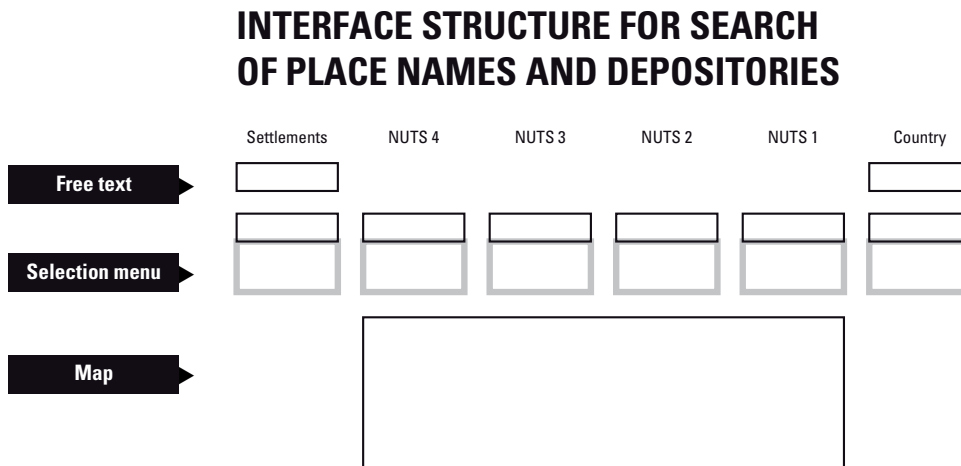 INTERFACE STRUCTURE FOR SEARCH
OF PLACE NAMES AND DEPOSITORIES
Settlements NUTS 4 NUTS 3 NUTS 2 NUTS 1 Country
Free text
Selection menu
Map